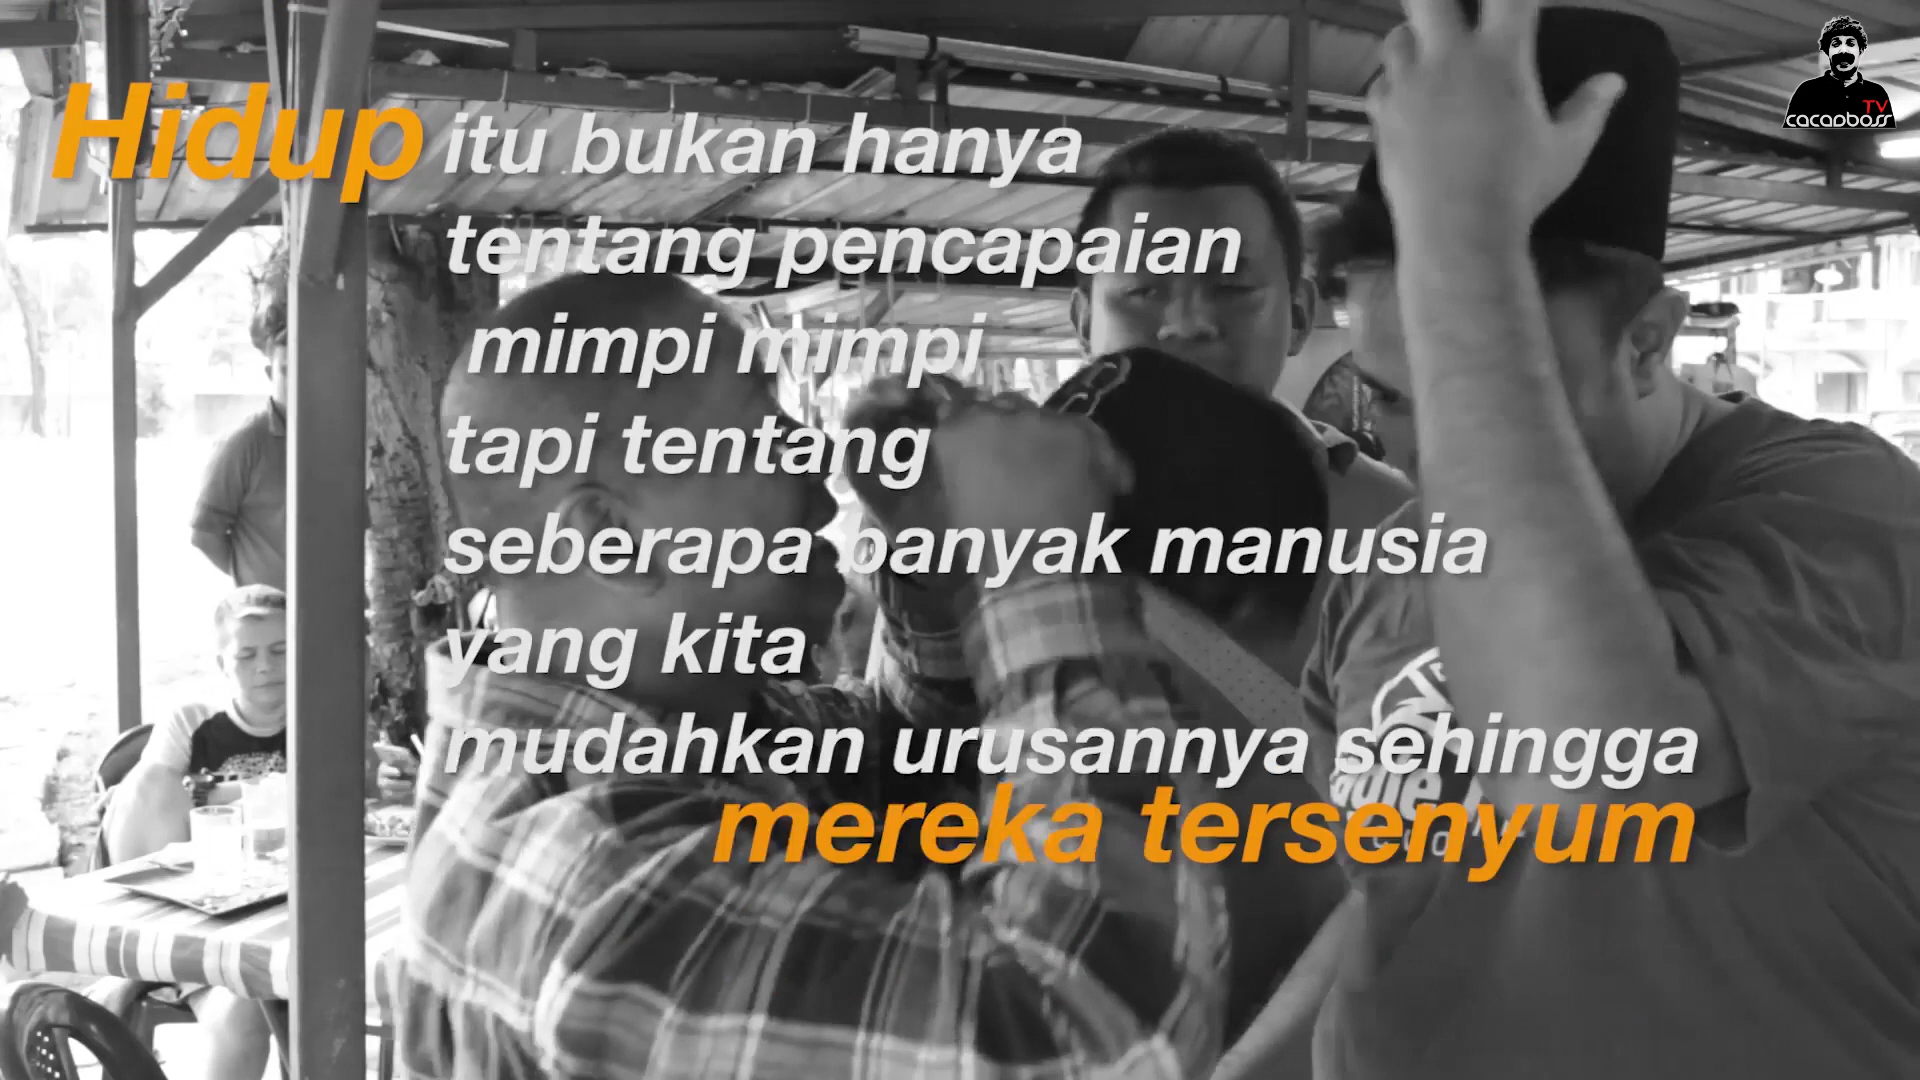 TV
cacapboss
Hidup itu bukan hanya
tentang pencapaian
mimpi mimpi
tapi tentang
seberapa banyak manusia
yang kita
mudahkan urusannya sehingga
mereka tersenyum